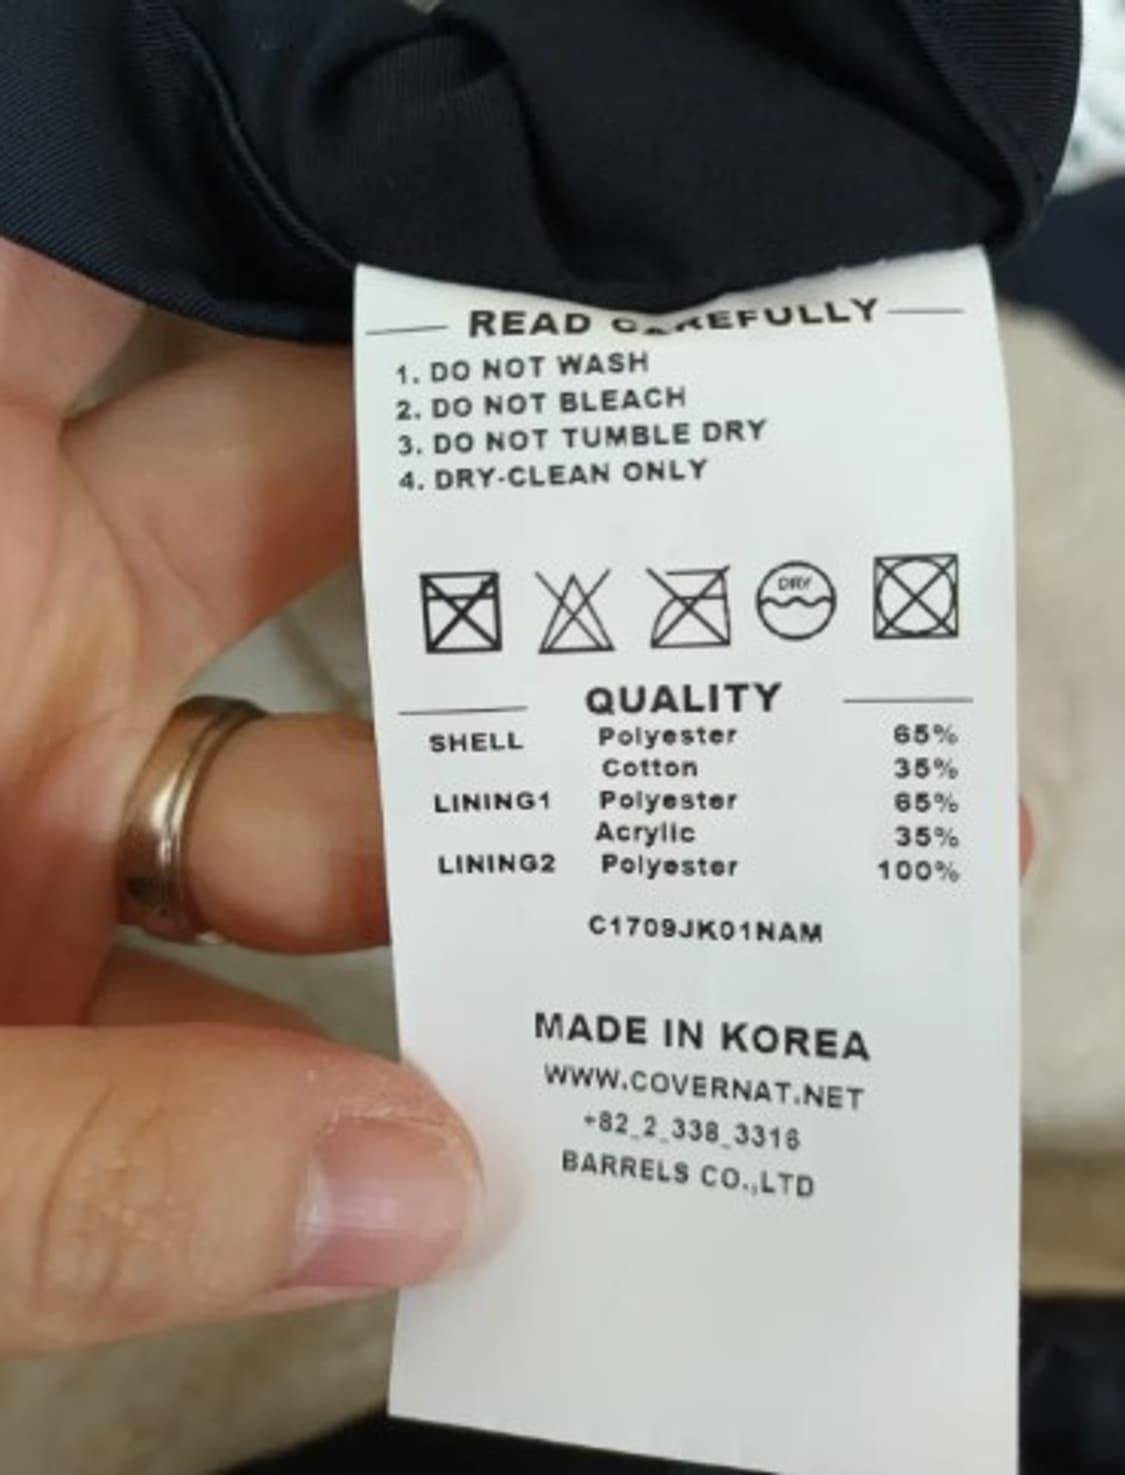 READ CAREFULLY
1. DO NOT WASH
2. DO NOT BLEACH
3. DO NOT TUMBLE DRY
4. DRY-CLEAN ONLY
DRY
QUALITY
SHELL Polyester 65%
Cotton 35%
LINING1 Polyester 65%
Acrylic 35%
LINING2 Polyester 100%
C1709JK01NAM
MADE IN KOREA
WWW.COVERNAT.NET
+82_2_338_3316
BARRELS CO.,LTD